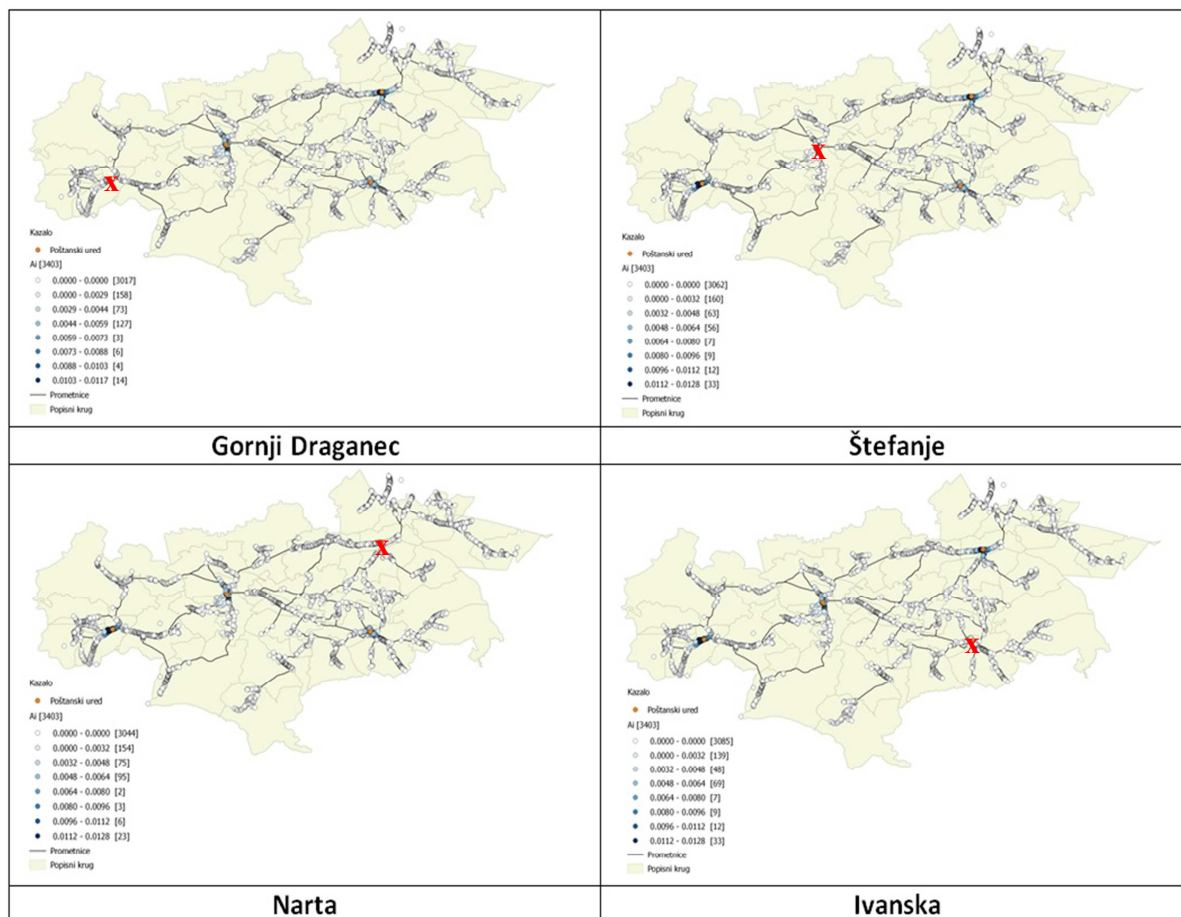 X
Kazalo
Poštanski ured
Ai [3403]
0.0000 - 0.0000 [3017]
0.0000 - 0.0029 [158]
0.0029 - 0.0044 [73]
0.0044 - 0.0059 [127]
0.0059 - 0.0073 [3]
0.0073 - 0.0088 [6]
0.0088 - 0.0103 [4]
0.0103 - 0.0117 [14]
Prometnice
Popisni krug
Gornji Draganec
X
Kazalo
Poštanski ured
Ai [3403]
0.0000 - 0.0000 [3062]
0.0000 - 0.0032 [160]
0.0032 - 0.0048 [63]
0.0048 - 0.0064 [56]
0.0064 - 0.0080 [7]
0.0080 - 0.0096 [9]
0.0096 - 0.0112 [12]
0.0112 - 0.0128 [33]
Prometnice
Popisni krug
Štefanje
X
Kazalo
Poštanski ured
Ai [3403]
0.0000 - 0.0000 [3044]
0.0000 - 0.0032 [154]
0.0032 - 0.0048 [75]
0.0048 - 0.0064 [95]
0.0064 - 0.0080 [2]
0.0080 - 0.0096 [3]
0.0096 - 0.0112 [6]
0.0112 - 0.0128 [23]
Prometnice
Popisni krug
Narta
X
Kazalo
Poštanski ured
Ai [3403]
0.0000 - 0.0000 [3085]
0.0000 - 0.0032 [139]
0.0032 - 0.0048 [48]
0.0048 - 0.0064 [69]
0.0064 - 0.0080 [7]
0.0080 - 0.0096 [9]
0.0096 - 0.0112 [12]
0.0112 - 0.0128 [33]
Prometnice
Popisni krug
Ivanska